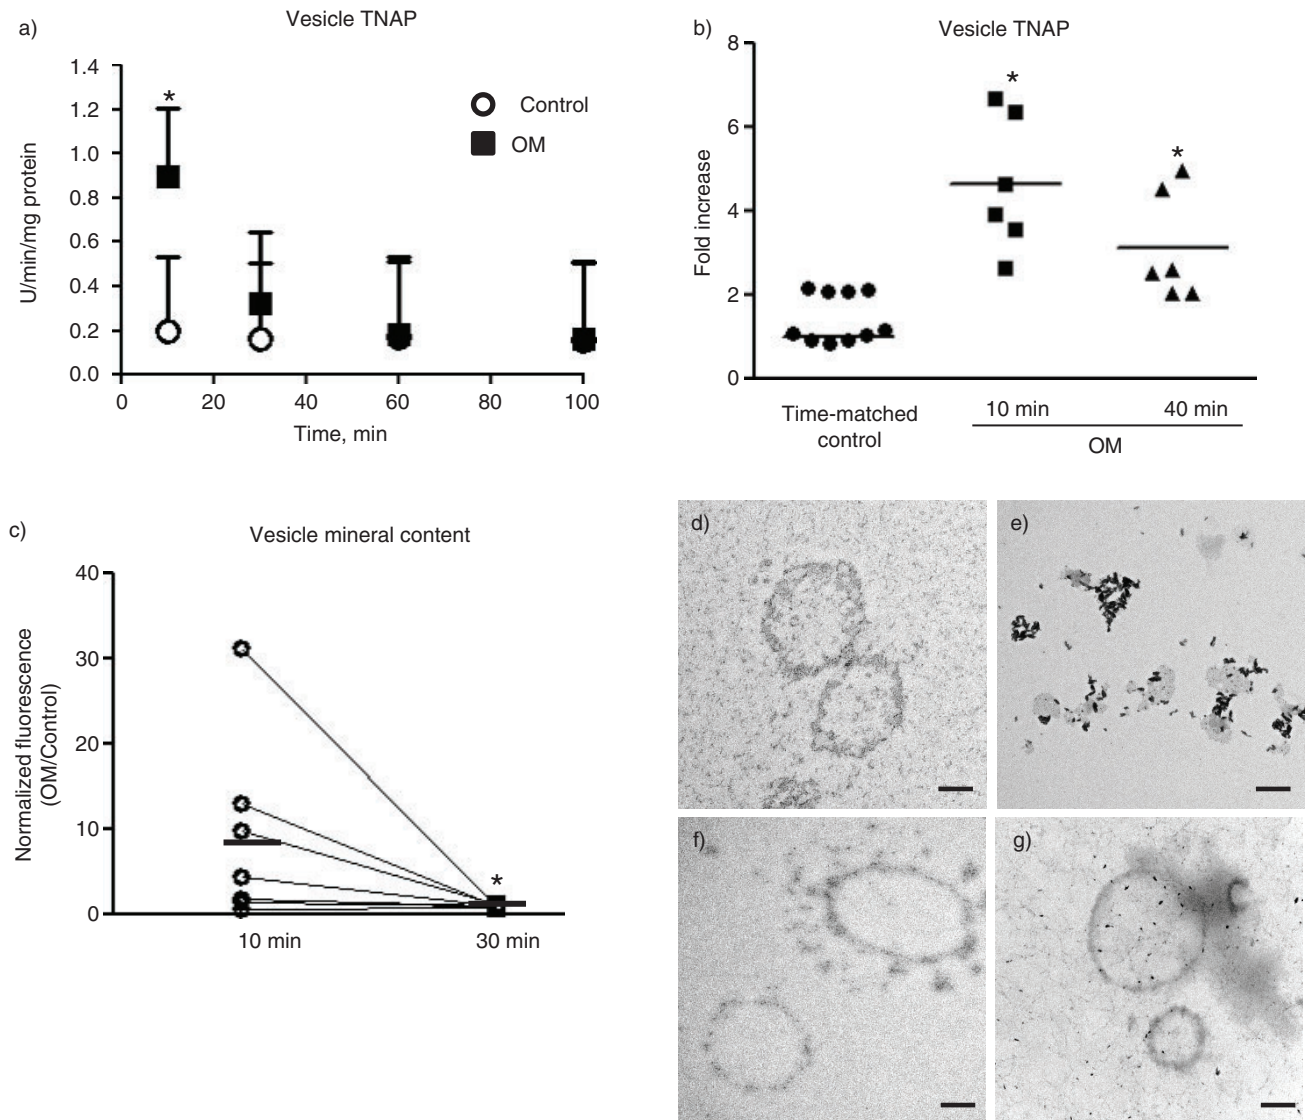 a)
Vesicle TNAP
U/min/mg protein
1.4
1.2
1.0
0.8
0.6
0.4
0.2
0.0
*
Control
OM
0 20 40 60 80 100
Time, min
b)
Vesicle TNAP
Fold increase
8
6
4
2
0
*
*
Time-matched
control
10 min
40 min
OM
c)
Vesicle mineral content
Normalized fluorescence
(OM/Control)
40
30
20
10
0
*
10 min
30 min
d)
e)
f)
g)